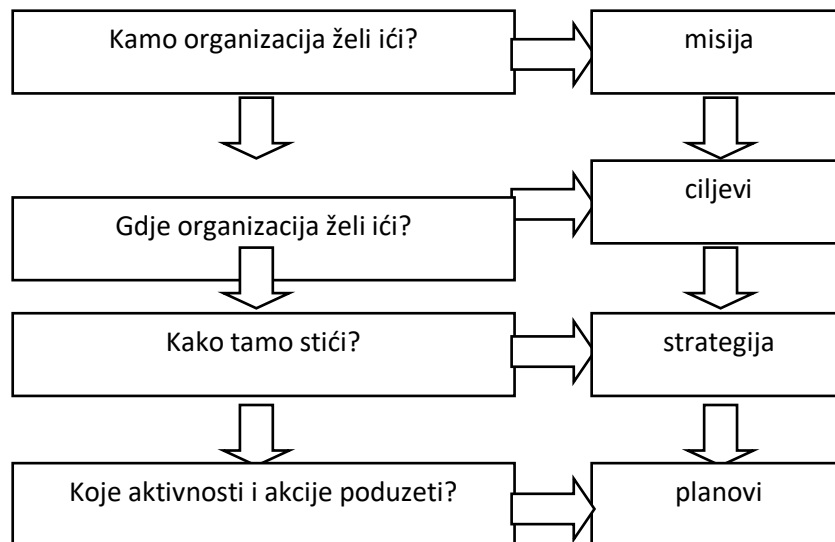 Kamo organizacija želi ići?
misija
Gdje organizacija želi ići?
ciljevi
Kako tamo stići?
strategija
Koje aktivnosti i akcije poduzeti?
planovi